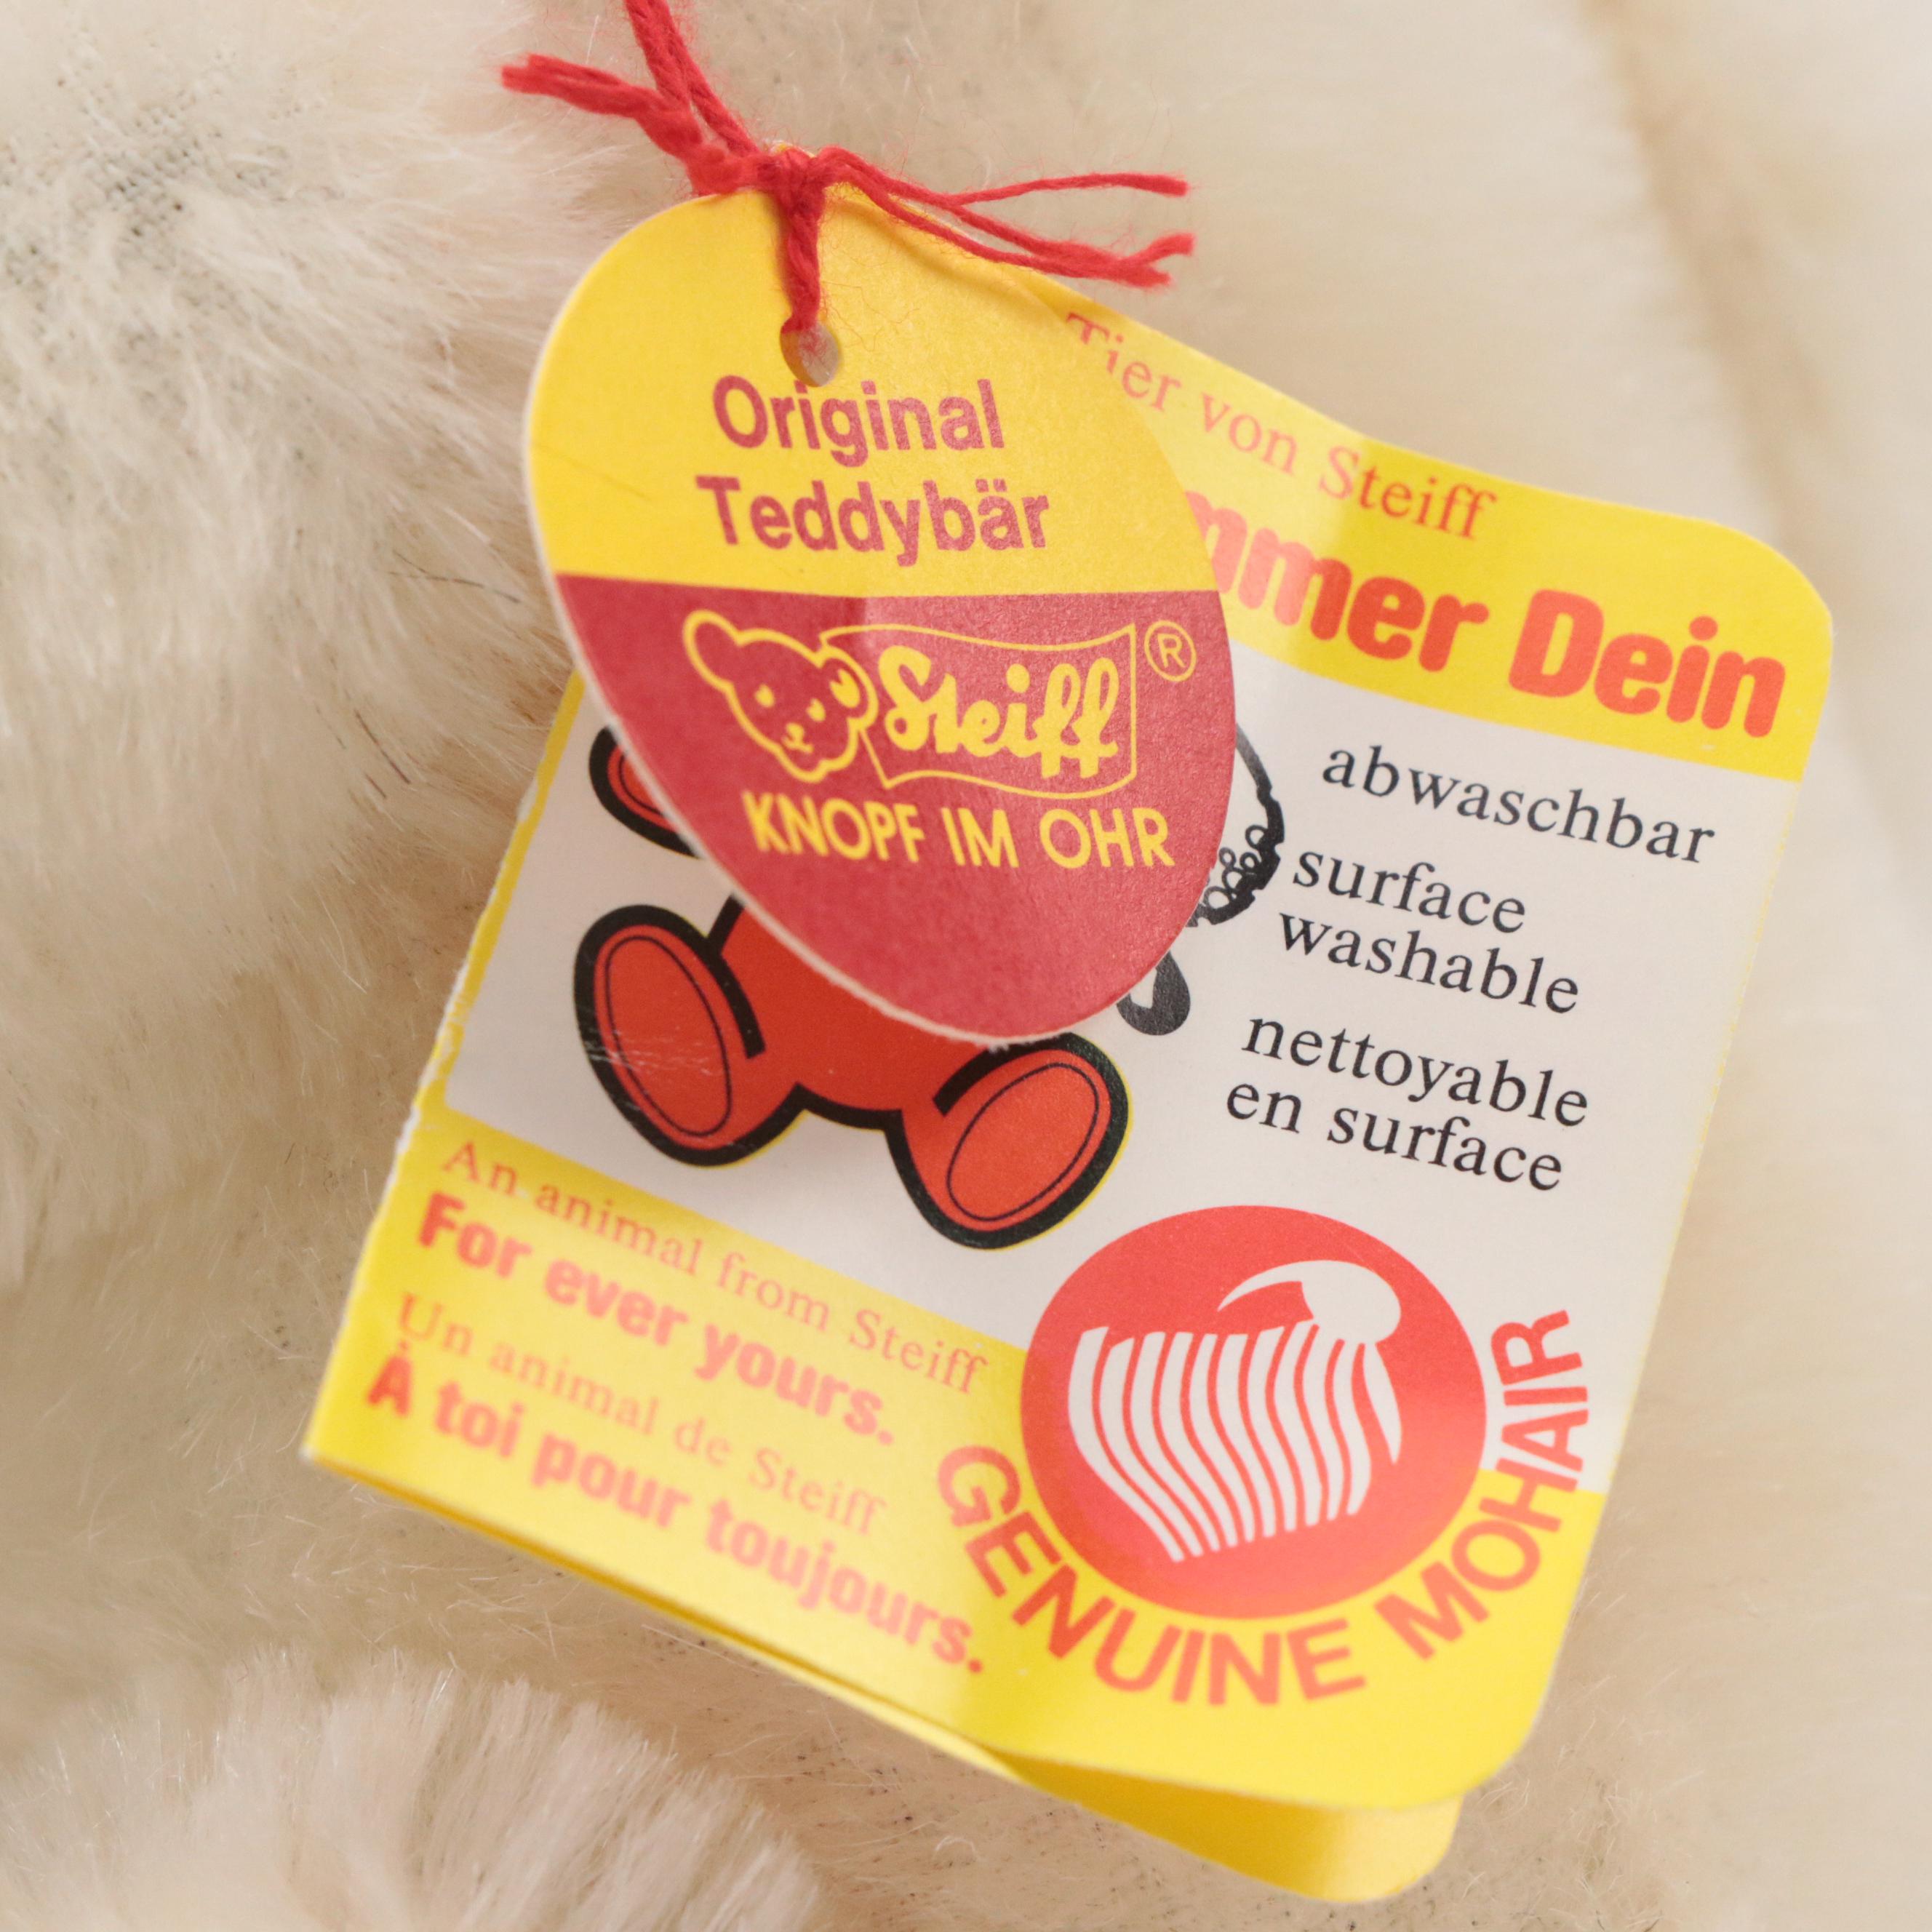 Original
Teddybär
Steiff®
KNOPF IM OHR
Tier von Steiff
mmer Dein
abwaschbar
surface
washable
nettoyable
en surface
An animal from Steiff
For ever yours.
Un animal de Steiff
À toi pour toujours.
GENUINE MOHAIR